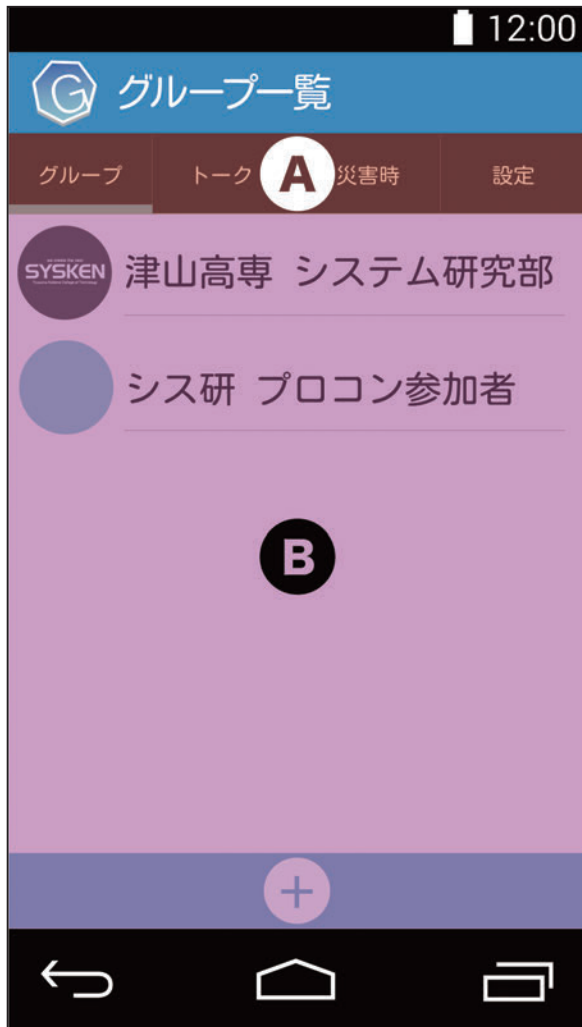 12:00
グループ一覧
グループ トーク A 災害時 設定
SYSKEN 津山高専 システム研究部
シス研 プロコン参加者
B
+